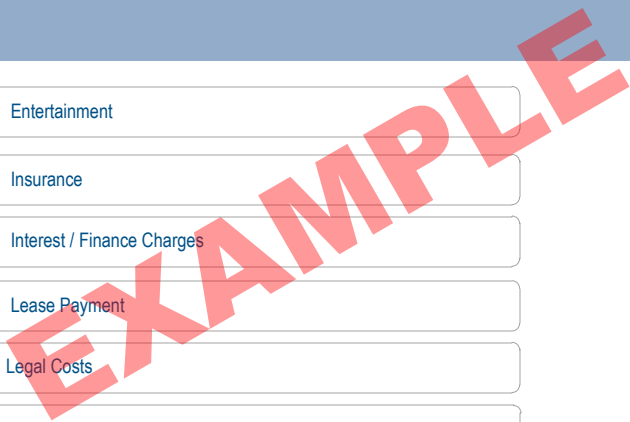 Entertainment
Insurance
Interest / Finance Charges
Lease Payment
Legal Costs
EXAMPLE